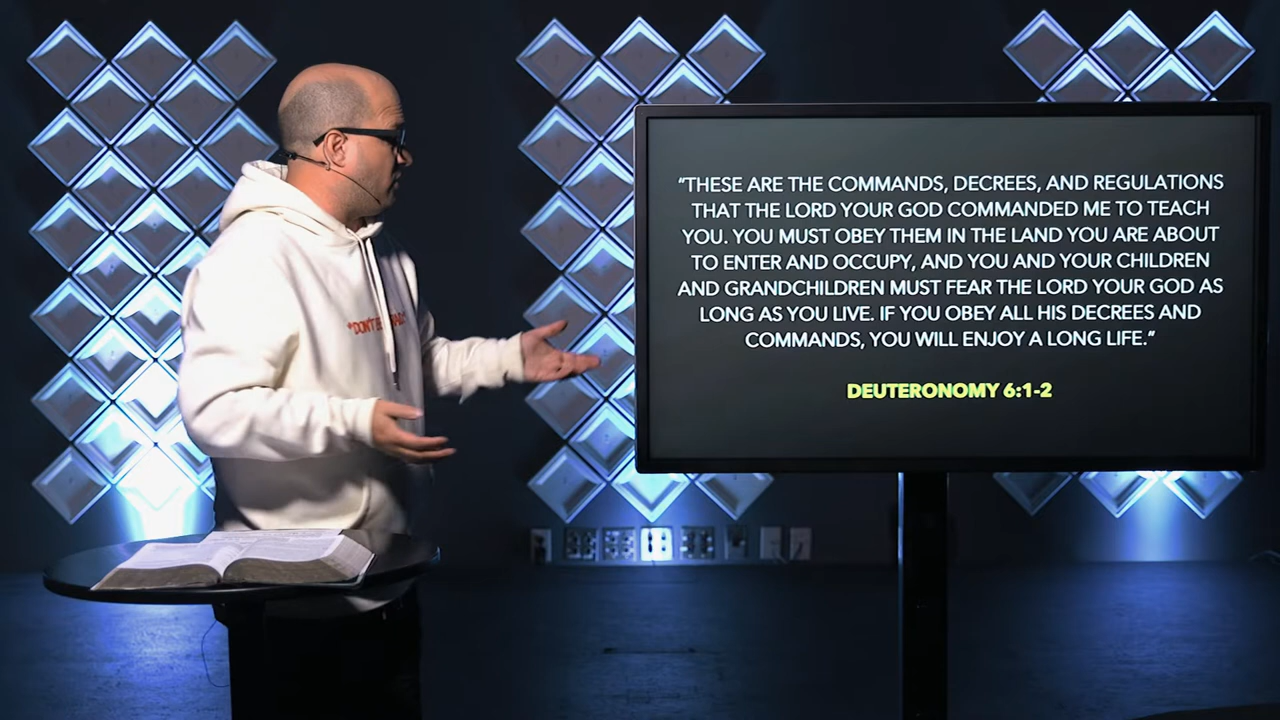 "THESE ARE THE COMMANDS, DECREES, AND REGULATIONS
THAT THE LORD YOUR GOD COMMANDED ME TO TEACH
YOU. YOU MUST OBEY THEM IN THE LAND YOU ARE ABOUT
TO ENTER AND OCCUPY, AND YOU AND YOUR CHILDREN
AND GRANDCHILDREN MUST FEAR THE LORD YOUR GOD AS
LONG AS YOU LIVE. IF YOU OBEY ALL HIS DECREES AND
COMMANDS, YOU WILL ENJOY A LONG LIFE."
DEUTERONOMY 6:1-2
"DON'T